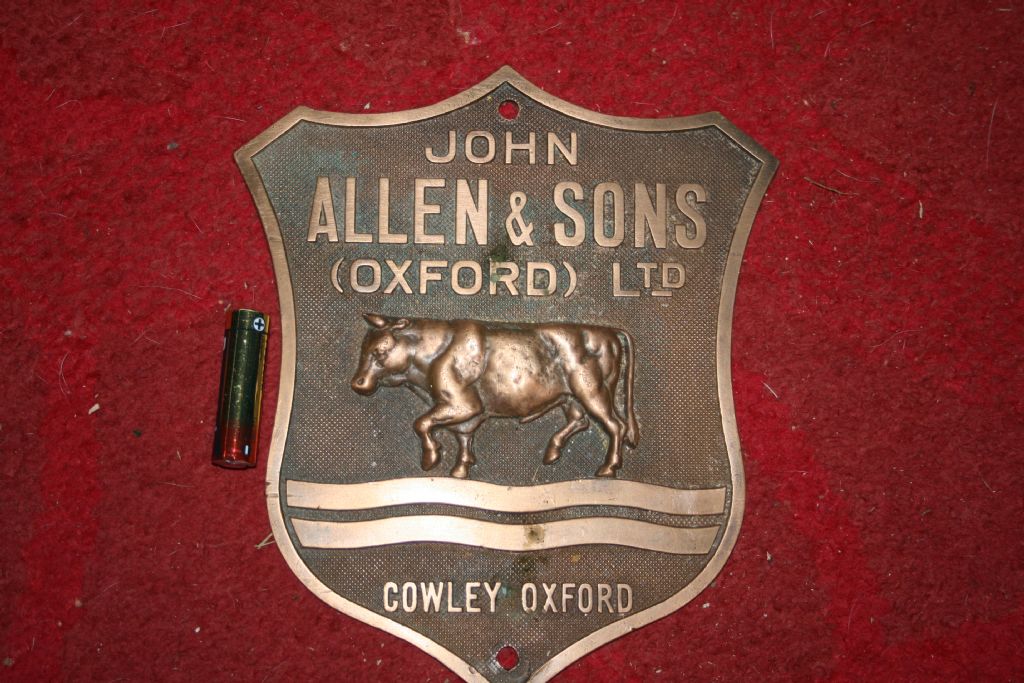 JOHN
ALLEN & SONS
(OXFORD) LTD
COWLEY OXFORD